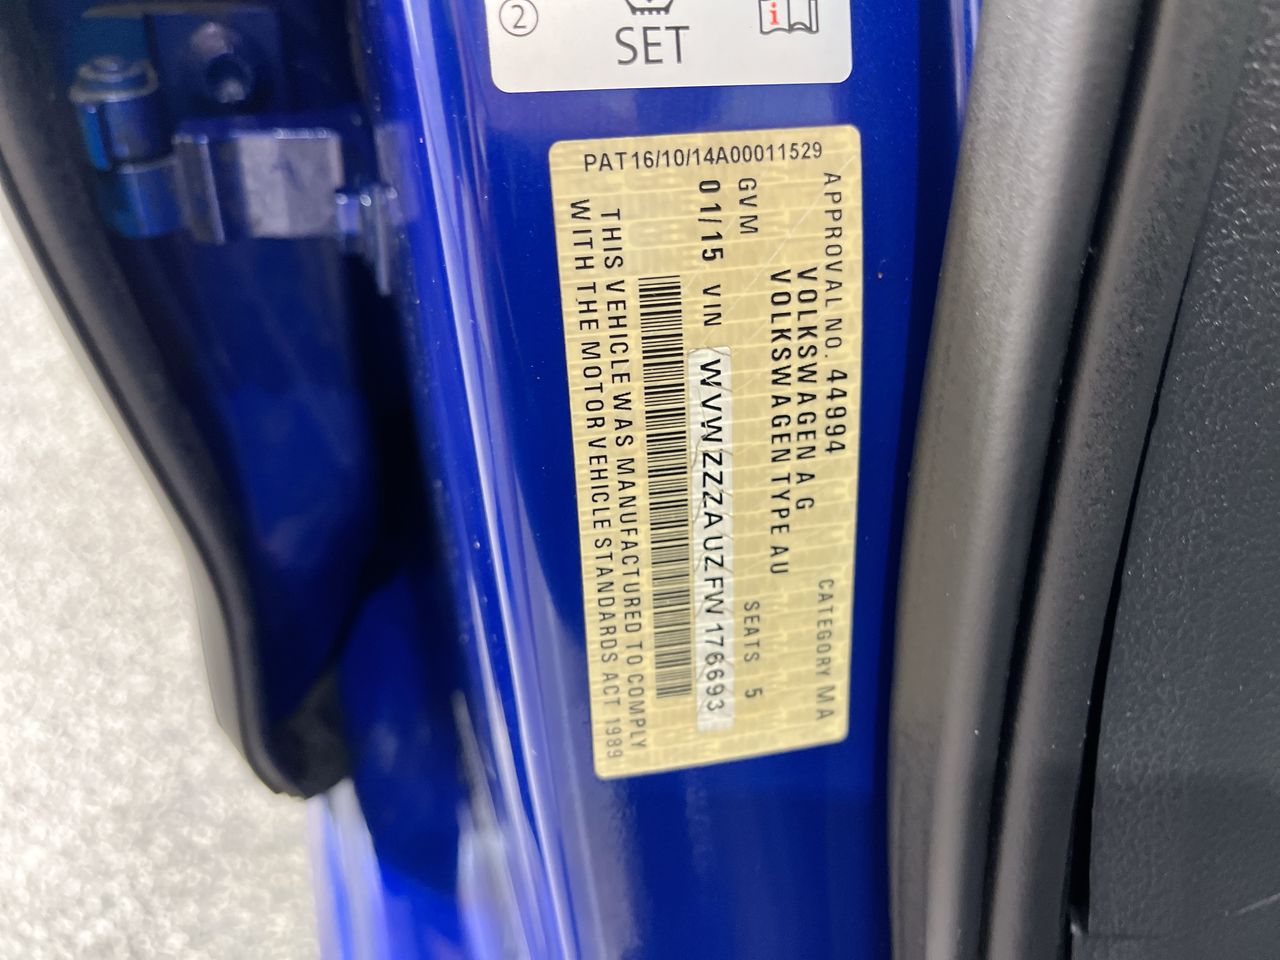 2
SET
i
PAT16/10/14A00011529
APPROVAL NO. 44994 CATEGORY MA
VOLKSWAGEN A G
VOLKSWAGEN TYPE AU
GVM SEATS 5
01/15 VIN WVWZZZAUZFW176693
THIS VEHICLE WAS MANUFACTURED TO COMPLY
WITH THE MOTOR VEHICLE STANDARDS ACT 1989